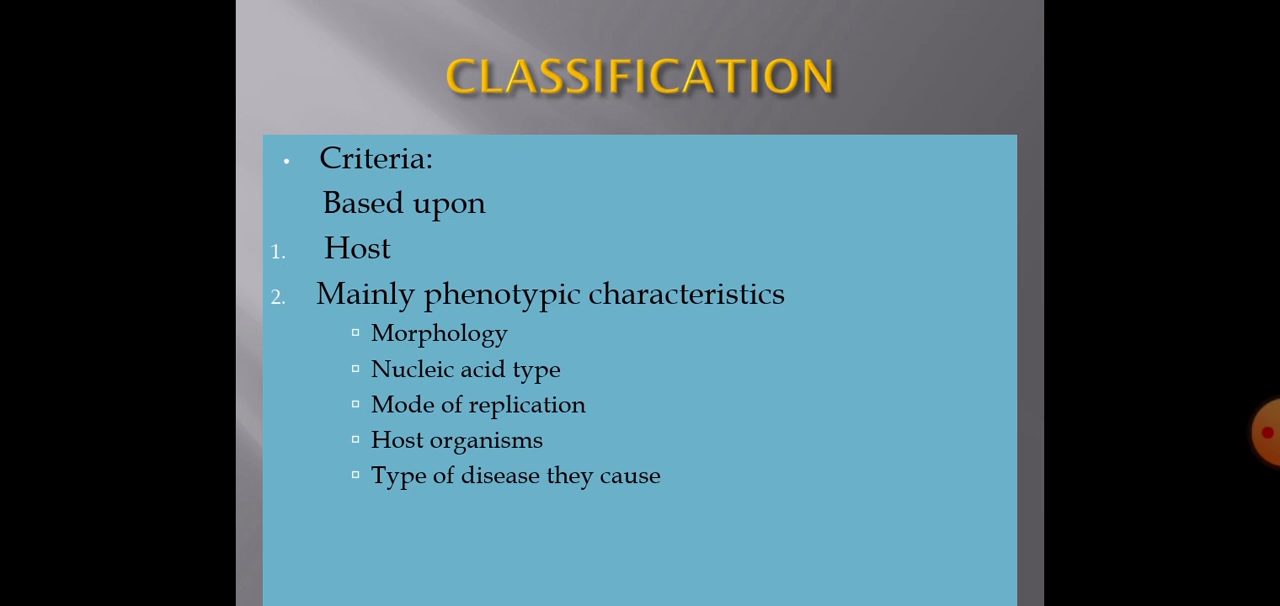 CLASSIFICATION
• Criteria:
Based upon
1. Host
2. Mainly phenotypic characteristics
▫ Morphology
▫ Nucleic acid type
▫ Mode of replication
▫ Host organisms
▫ Type of disease they cause